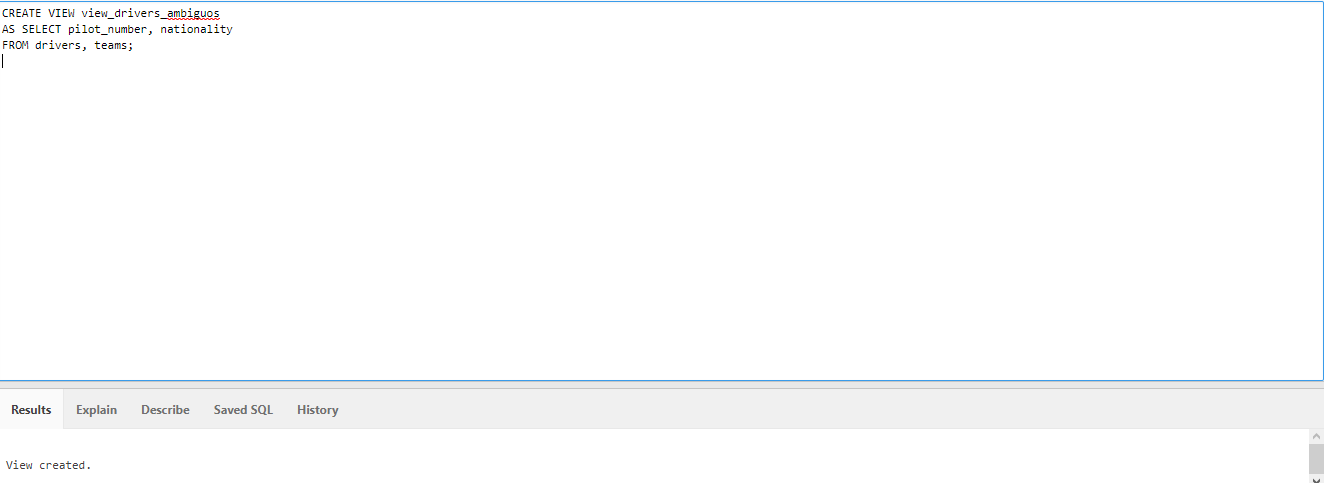 CREATE VIEW view_drivers_ambiguos
AS SELECT pilot_number, nationality
FROM drivers, teams;
Results Explain Describe Saved SQL History
View created.